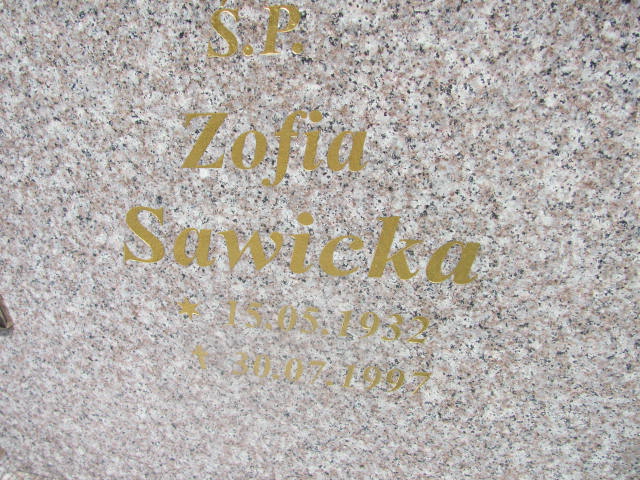 Ś.P.
Zofia
Sawicka
* 15.05.1932
† 30.07.1997